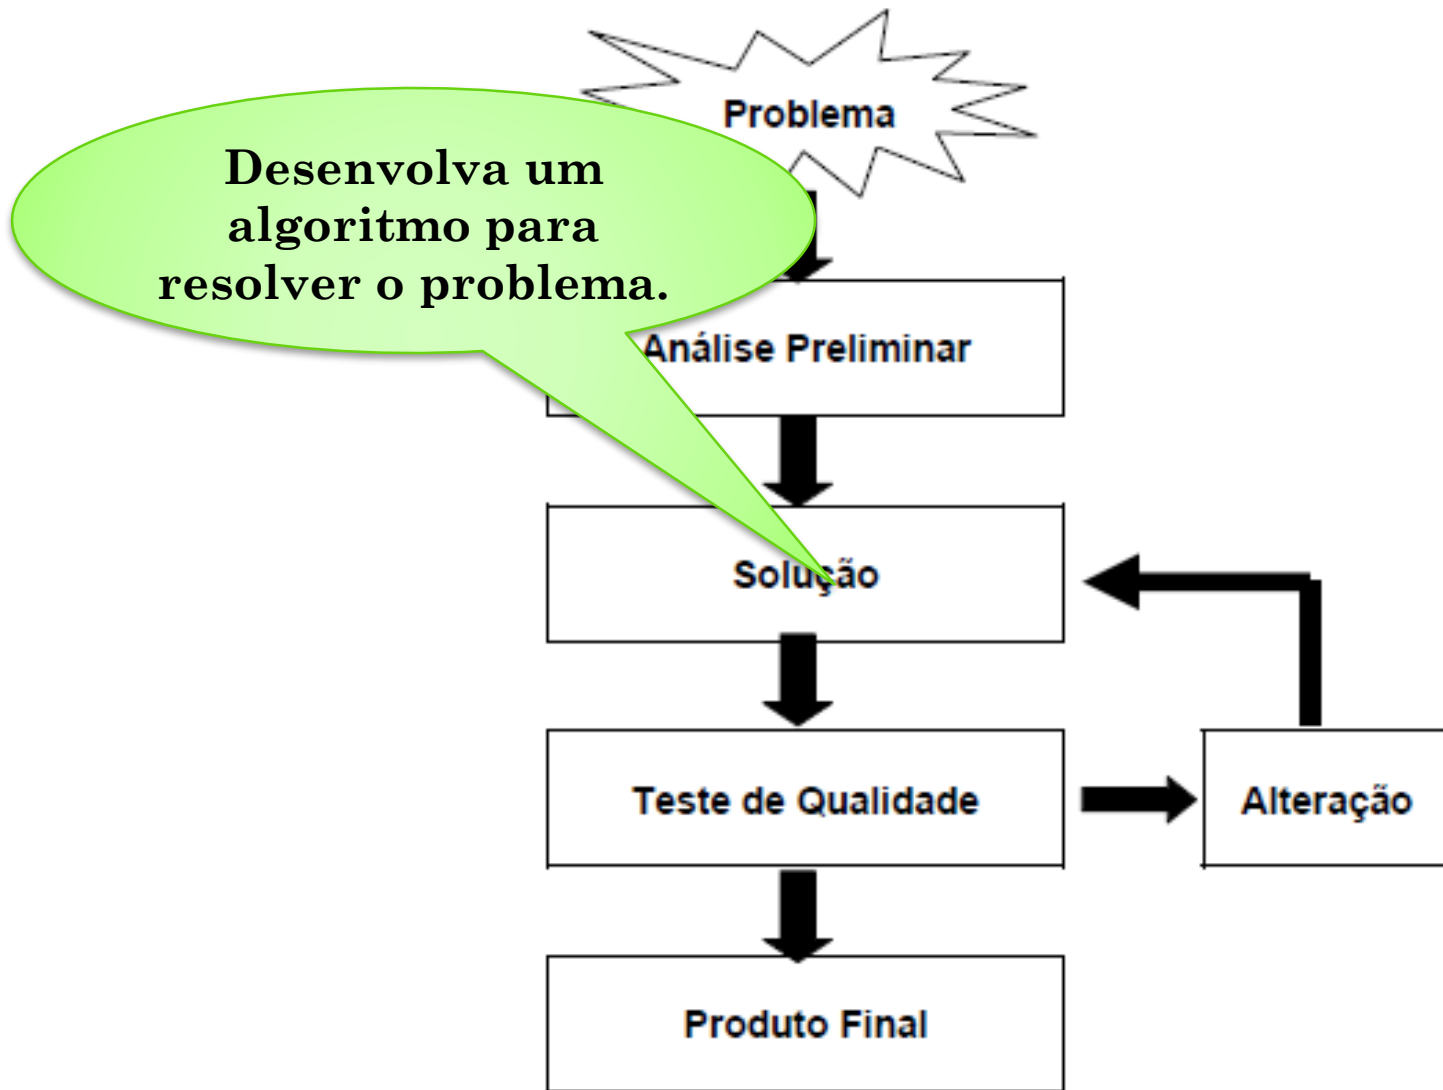 Problema
Desenvolva um
algoritmo para
resolver o problema.
Análise Preliminar
Solução
Teste de Qualidade
Alteração
Produto Final